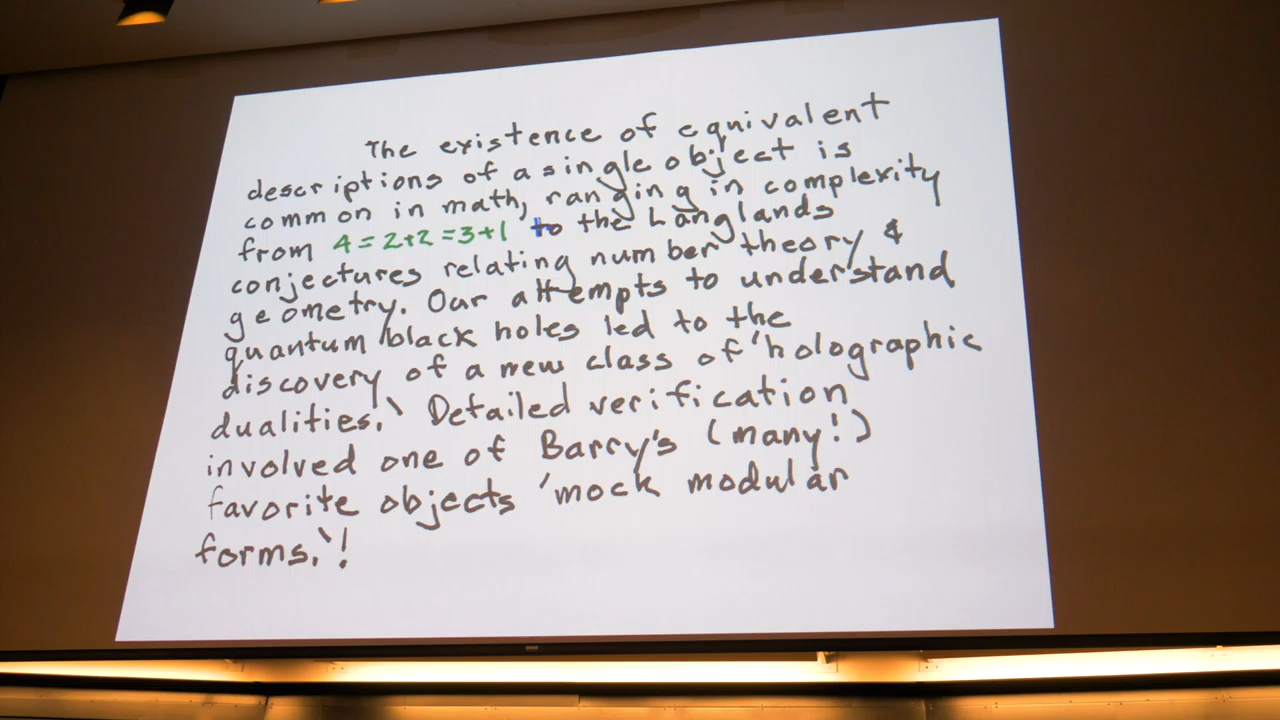 The existence of equivalent
descriptions of a single object is
common in math, ranging in complexity
from 4 = 2+2 = 3+1 to the Langlands
conjectures relating number theory &
geometry. Our attempts to understand
quantum black holes led to the
discovery of a new class of 'holographic
dualities.' Detailed verification
involved one of Barry's (many!)
favorite objects 'mock modular
forms.'!